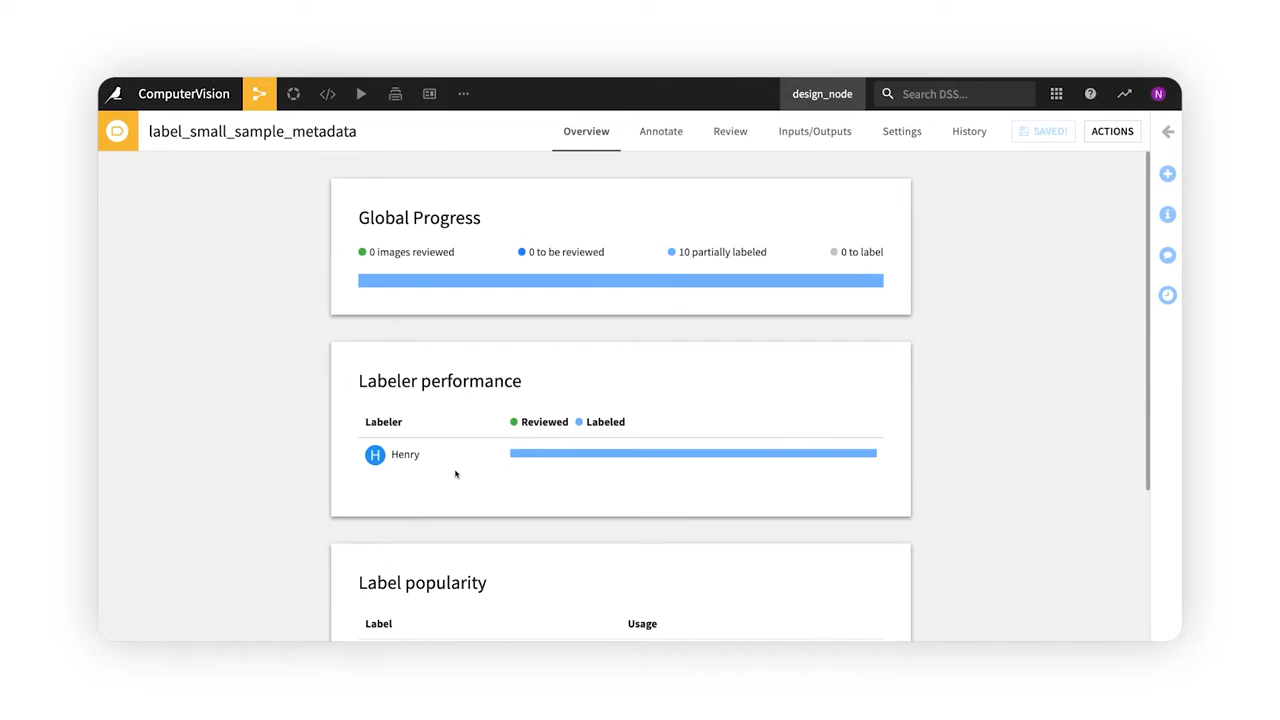 ComputerVision design_node Search DSS... N
label_small_sample_metadata Overview Annotate Review Inputs/Outputs Settings History SAVED! ACTIONS
Global Progress
0 images reviewed 0 to be reviewed 10 partially labeled 0 to label
Labeler performance
Labeler Reviewed Labeled
H Henry
Label popularity
Label Usage